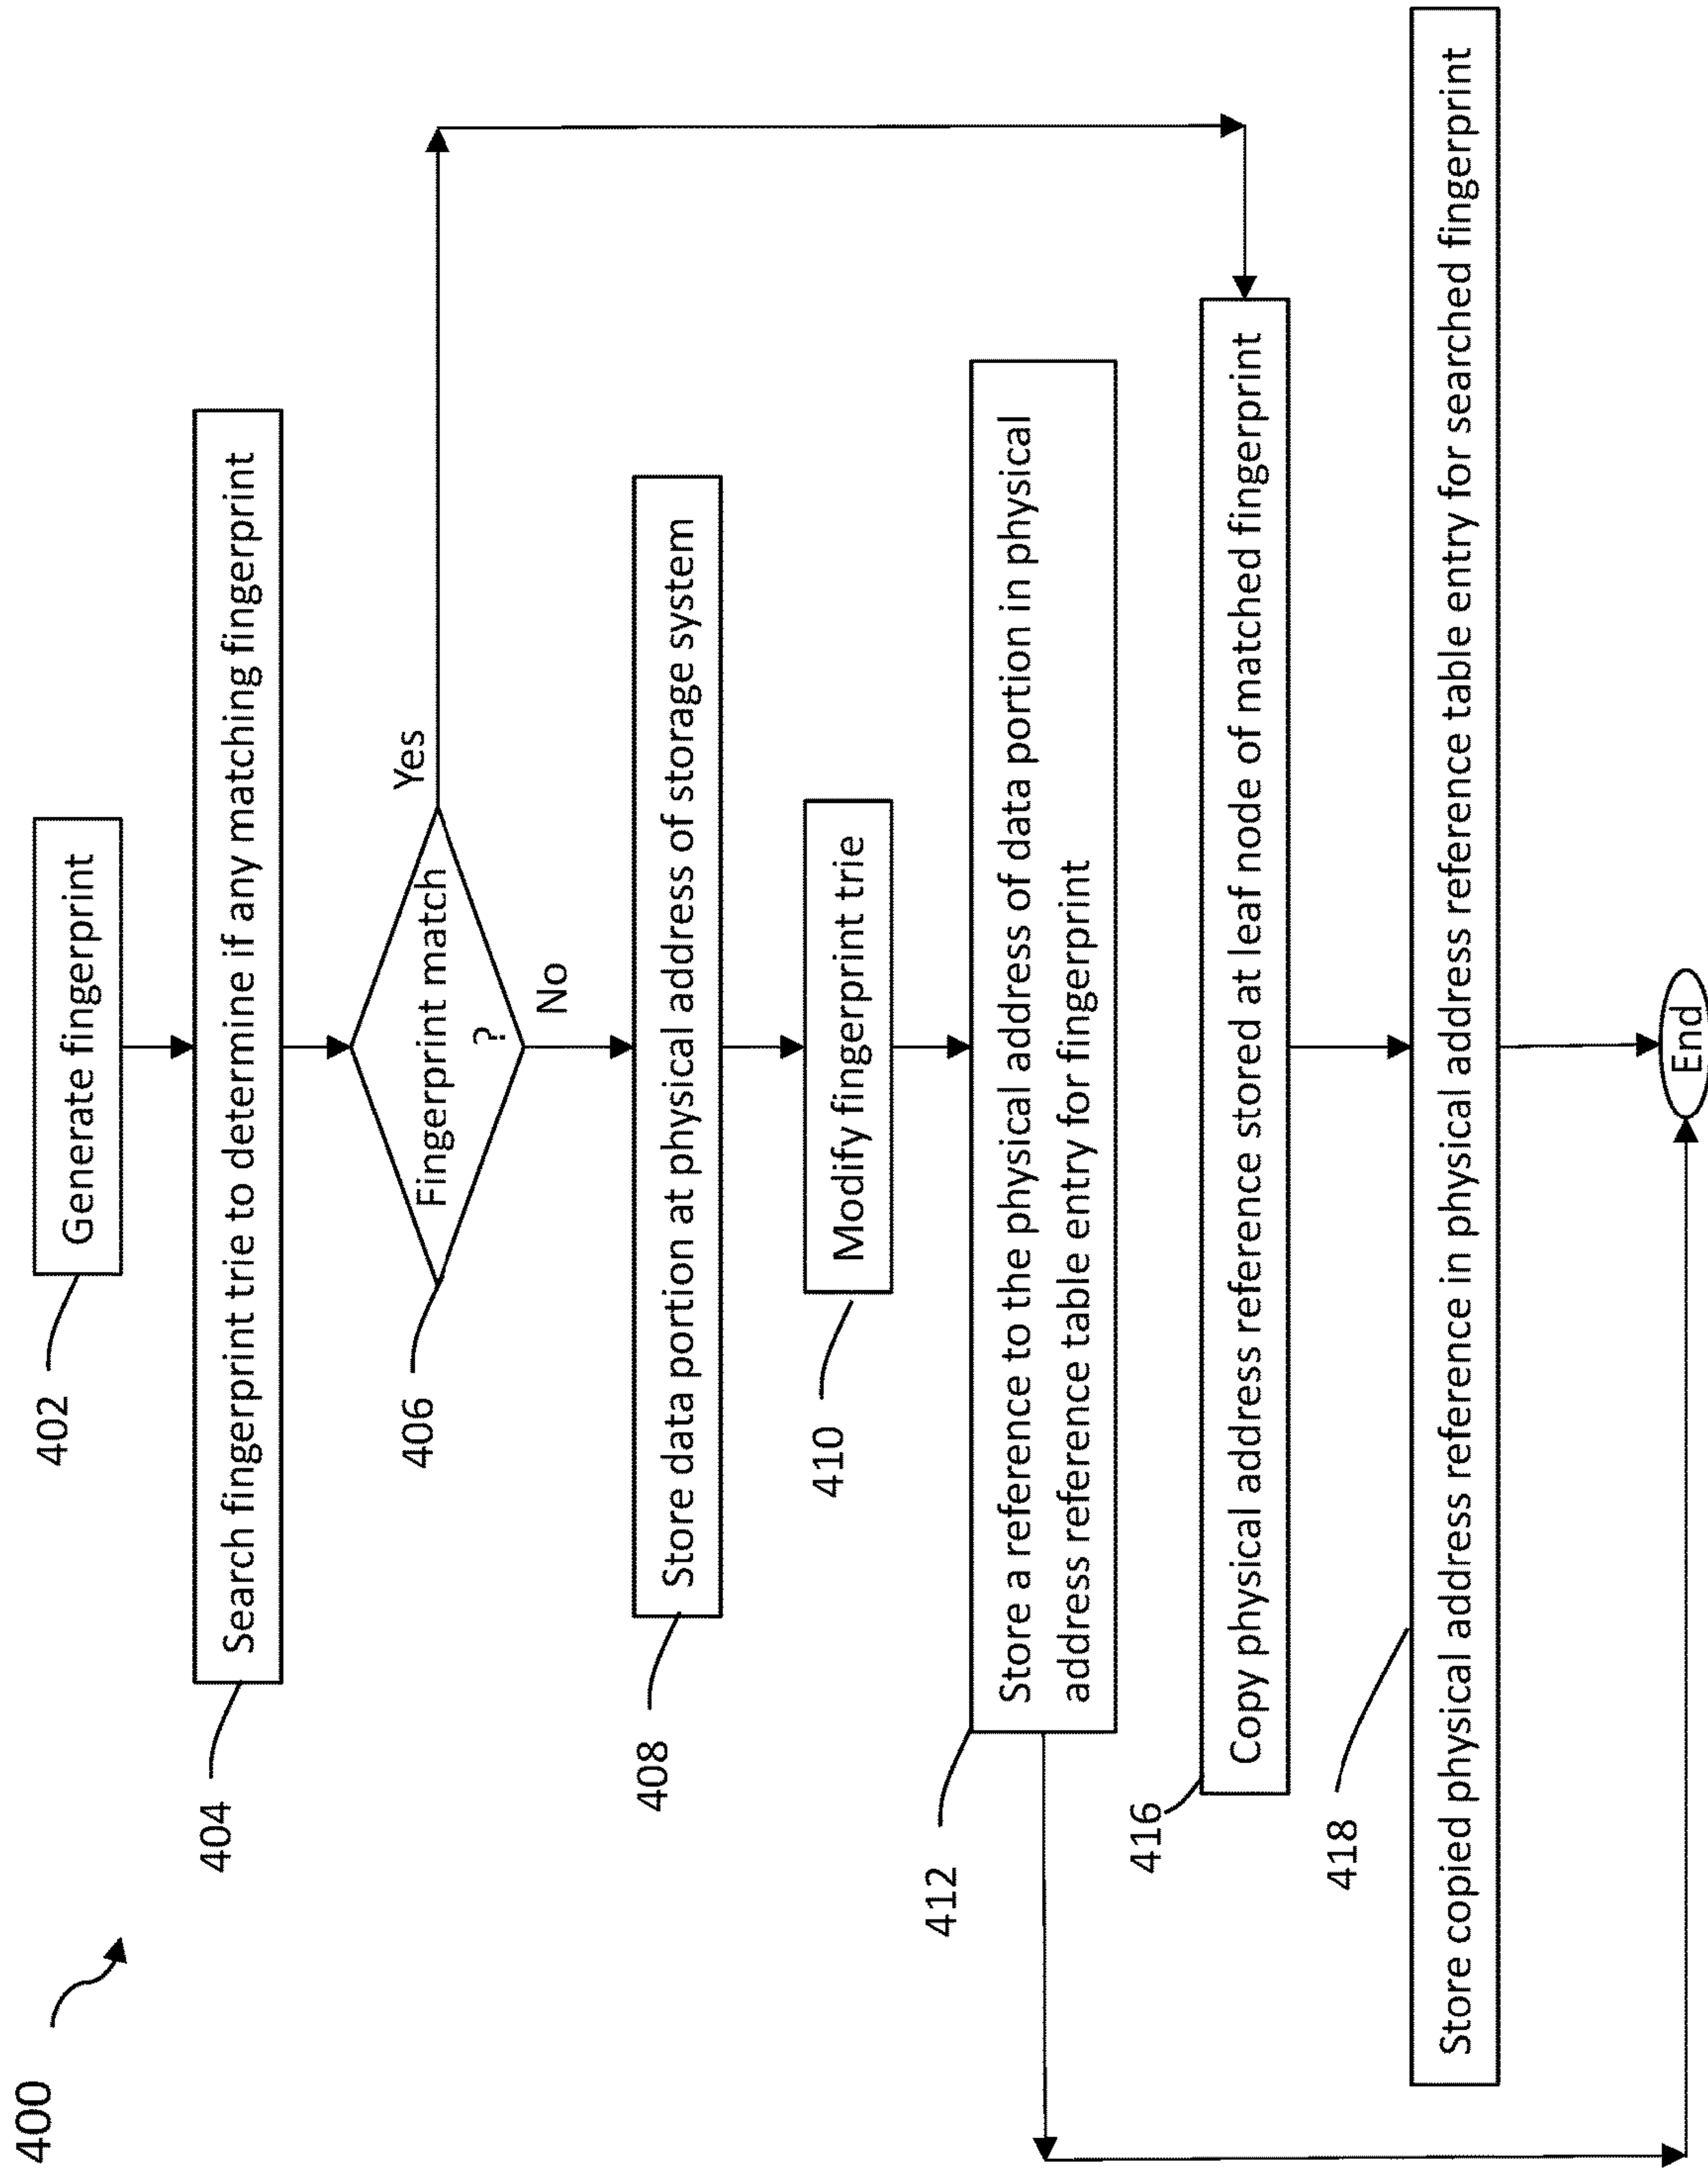 400
402
Generate fingerprint
404
Search fingerprint trie to determine if any matching fingerprint
406
Fingerprint match
?
Yes
No
408
Store data portion at physical address of storage system
410
Modify fingerprint trie
412
Store a reference to the physical address of data portion in physical
address reference table entry for fingerprint
416
Copy physical address reference stored at leaf node of matched fingerprint
418
Store copied physical address reference in physical address reference table entry for searched fingerprint
End